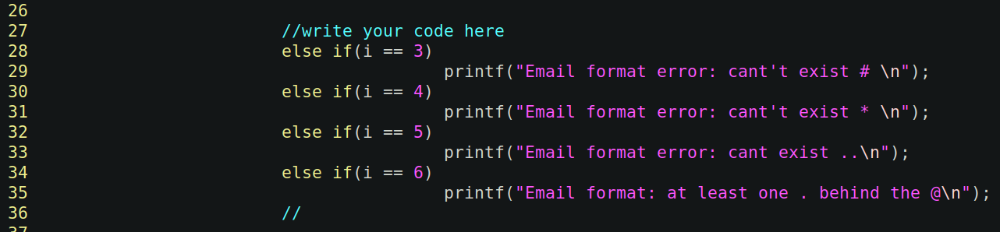 26
27 //write your code here
28 else if(i == 3)
29 printf("Email format error: cant't exist # \n");
30 else if(i == 4)
31 printf("Email format error: cant't exist * \n");
32 else if(i == 5)
33 printf("Email format error: cant exist ..\n");
34 else if(i == 6)
35 printf("Email format: at least one . behind the @\n");
36 //
37